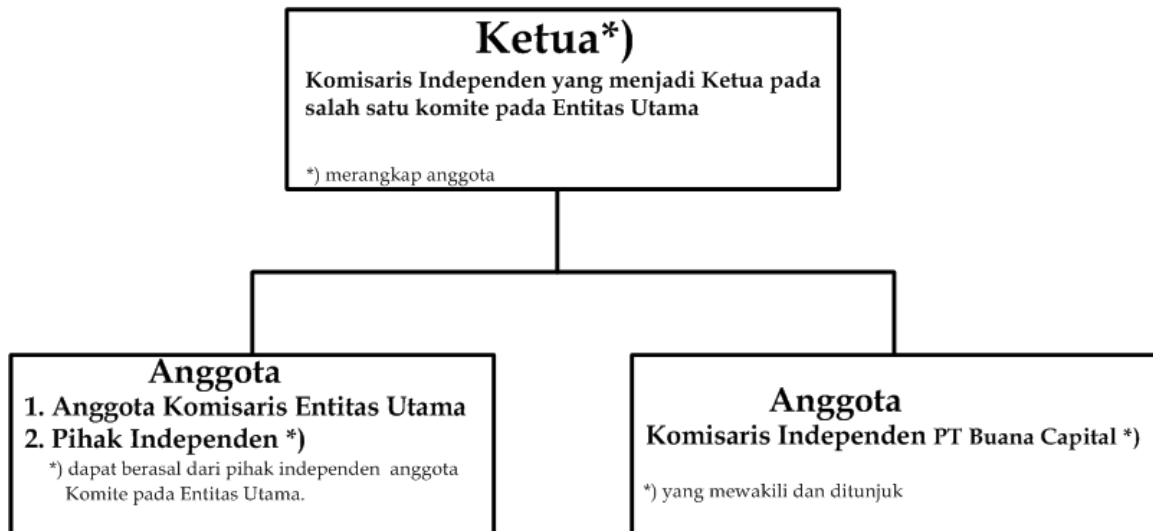 Ketua*)
Komisaris Independen yang menjadi Ketua pada
salah satu komite pada Entitas Utama
*) merangkap anggota
Anggota
1. Anggota Komisaris Entitas Utama
2. Pihak Independen *)
*) dapat berasal dari pihak independen anggota
Komite pada Entitas Utama.
Anggota
Komisaris Independen PT Buana Capital *)
*) yang mewakili dan ditunjuk